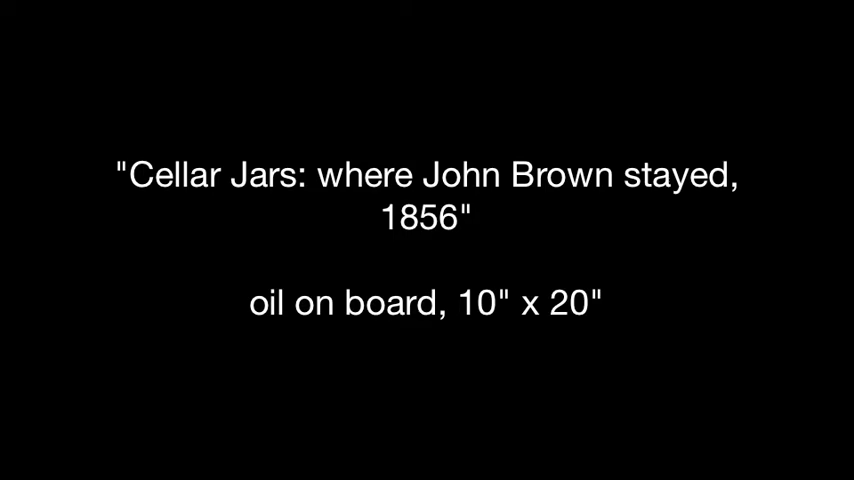 "Cellar Jars: where John Brown stayed,
1856"
oil on board, 10" x 20"